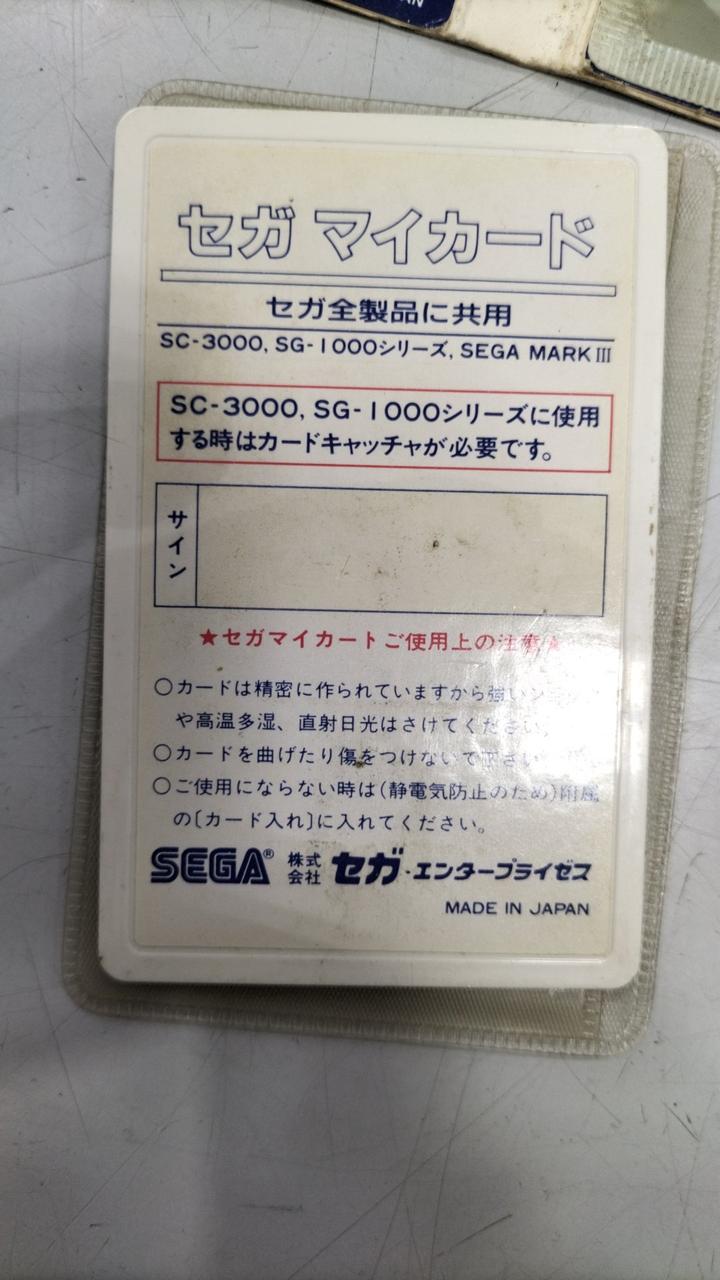 AN
セガ マイカード
セガ全製品に共用
SC-3000, SG-1000シリーズ, SEGA MARK III
SC-3000, SG-1000シリーズに使用
する時はカードキャッチャが必要です。
サイン
★セガマイカートご使用上の注意★
○カードは精密に作られていますから強い
や高温多湿、直射日光はさけてください。
○カードを曲げたり傷をつけないで下さい
○ご使用にならない時は(静電気防止のため)附属
の〔カード入れ〕に入れてください。
SEGA® 株式会社 セガ・エンタープライゼス
MADE IN JAPAN